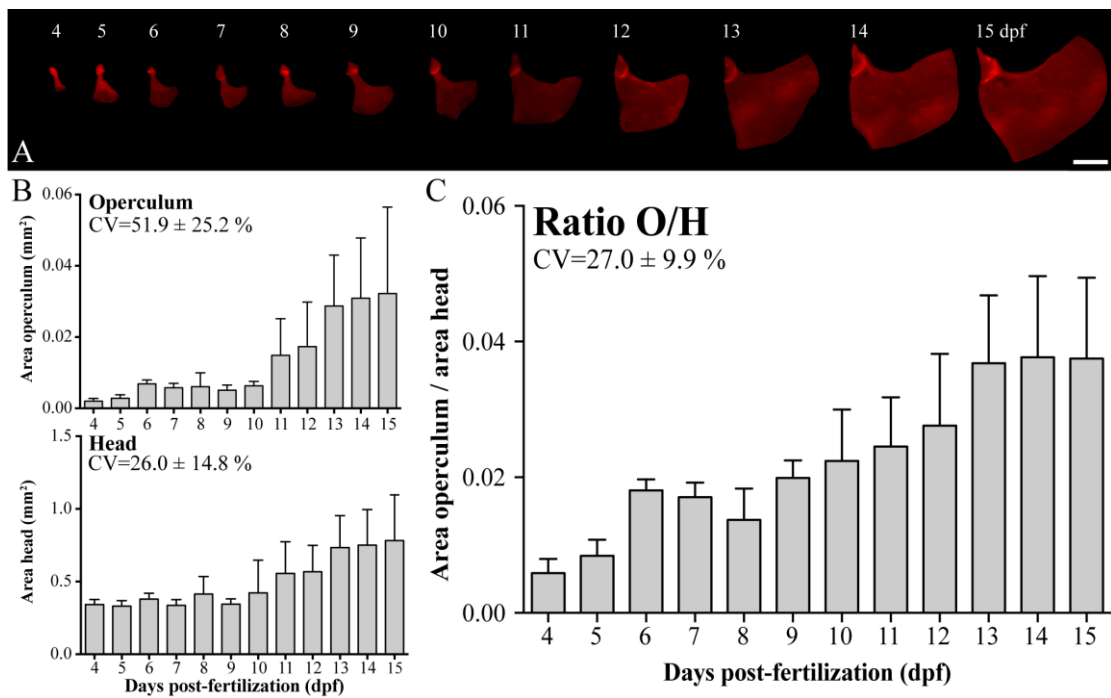 4 5 6 7 8 9 10 11 12 13 14 15 dpf
A
B
Operculum
CV=51.9 ± 25.2 %
Area operculum (mm²)
0.06
0.04
0.02
0.00
4 5 6 7 8 9 10 11 12 13 14 15
Head
CV=26.0 ± 14.8 %
Area head (mm²)
1.5
1.0
0.5
0.0
4 5 6 7 8 9 10 11 12 13 14 15
Days post-fertilization (dpf)
C
Ratio O/H
CV=27.0 ± 9.9 %
Area operculum / area head
0.06
0.04
0.02
0.00
4 5 6 7 8 9 10 11 12 13 14 15
Days post-fertilization (dpf)